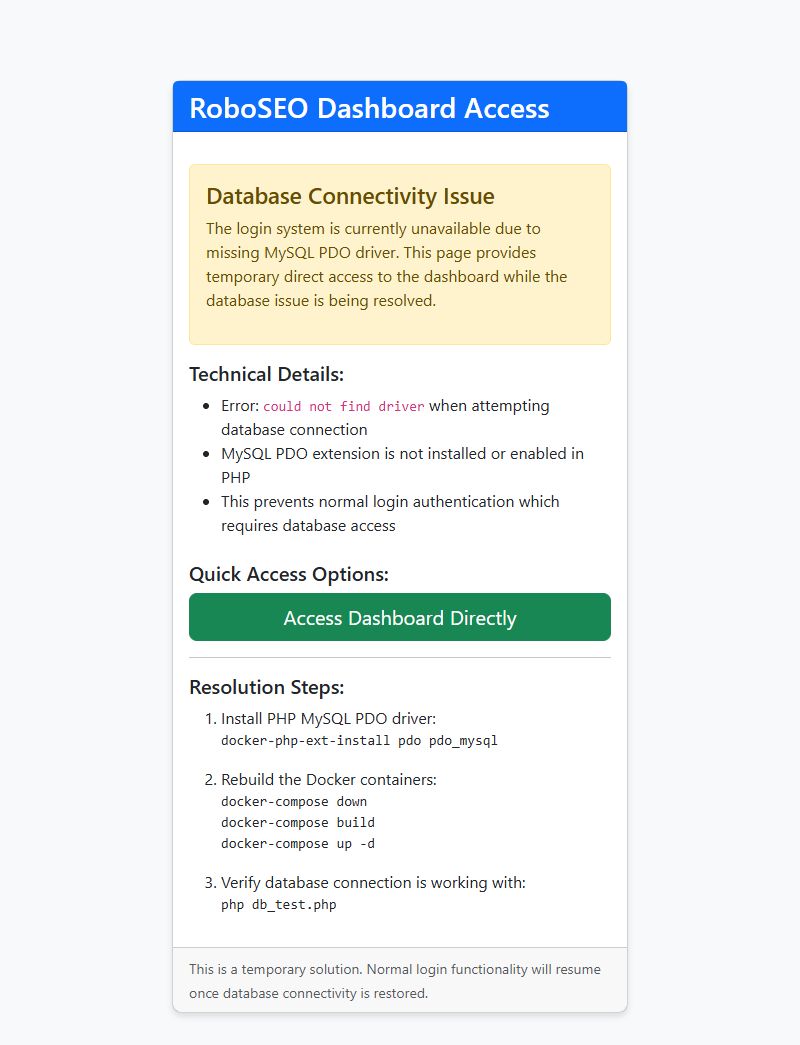 RoboSEO Dashboard Access
Database Connectivity Issue
The login system is currently unavailable due to
missing MySQL PDO driver. This page provides
temporary direct access to the dashboard while the
database issue is being resolved.
Technical Details:
• Error: could not find driver when attempting
database connection
• MySQL PDO extension is not installed or enabled in
PHP
• This prevents normal login authentication which
requires database access
Quick Access Options:
Access Dashboard Directly
Resolution Steps:
1. Install PHP MySQL PDO driver:
docker-php-ext-install pdo pdo_mysql
2. Rebuild the Docker containers:
docker-compose down
docker-compose build
docker-compose up -d
3. Verify database connection is working with:
php db_test.php
This is a temporary solution. Normal login functionality will resume
once database connectivity is restored.